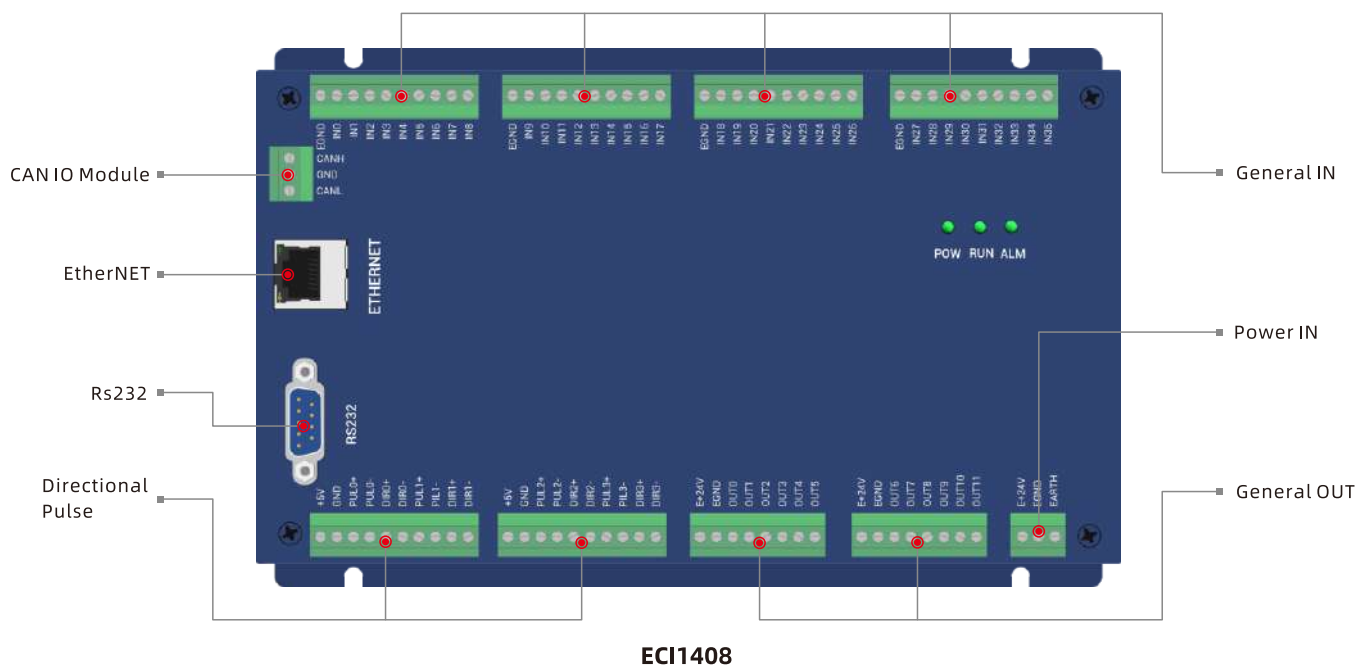 EGND IN0 IN1 IN2 IN3 IN4 IN5 IN6 IN7 IN8
EGND IN9 IN10 IN11 IN12 IN13 IN14 IN15 IN16 IN17
EGND IN18 IN19 IN20 IN21 IN22 IN23 IN24 IN25 IN26
EGND IN27 IN28 IN29 IN30 IN31 IN32 IN33 IN34 IN35
CAN IO Module
CANH
GND
CANL
General IN
EtherNET
ETHERNET
POW RUN ALM
Power IN
Rs232
RS232
Directional
Pulse
+5V GND PUL0+ PUL0- DIR0+ DIR0- PUL1+ PIL1- DIR1+ DIR1-
+5V GND PUL2+ PUL2- DIR2+ DIR2- PUL3+ PIL3- DIR3+ DIR3-
E+24V EGND OUT0 OUT1 OUT2 OUT3 OUT4 OUT5
E+24V EGND OUT6 OUT7 OUT8 OUT9 OUT10 OUT11
E+24V EGND EARTH
General OUT
ECI1408